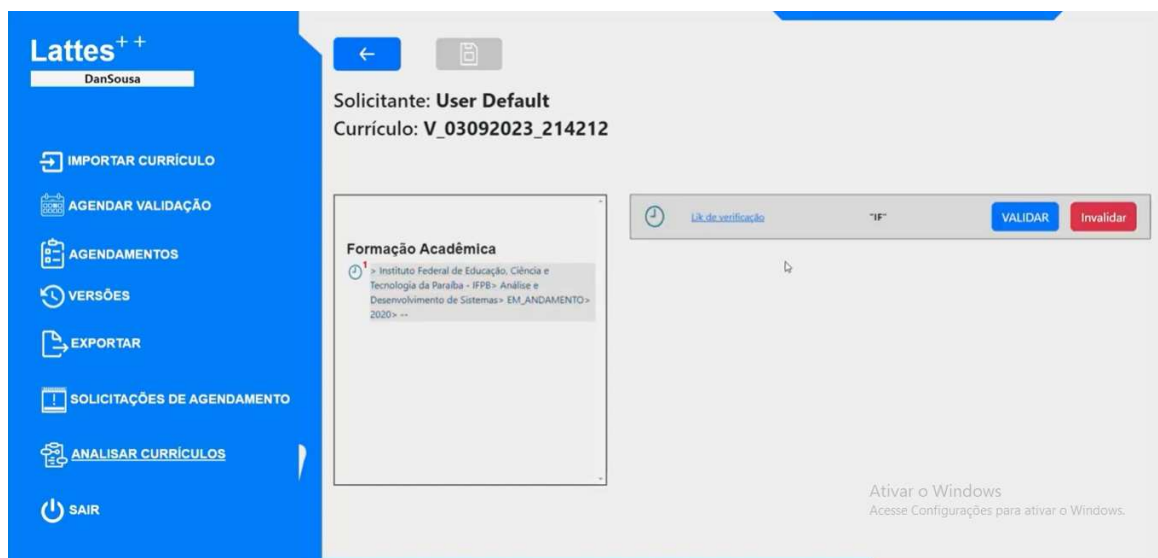 Lattes++
DanSousa
IMPORTAR CURRÍCULO
AGENDAR VALIDAÇÃO
AGENDAMENTOS
VERSÕES
EXPORTAR
SOLICITAÇÕES DE AGENDAMENTO
ANALISAR CURRÍCULOS
SAIR
Solicitante: User Default
Currículo: V_03092023_214212
Formação Acadêmica
1 > Instituto Federal de Educação, Ciência e
Tecnologia da Paraíba - IFPB> Análise e
Desenvolvimento de Sistemas> EM_ANDAMENTO>
2020> --
Lik de verificação "IF" VALIDAR Invalidar
Ativar o Windows
Acesse Configurações para ativar o Windows.